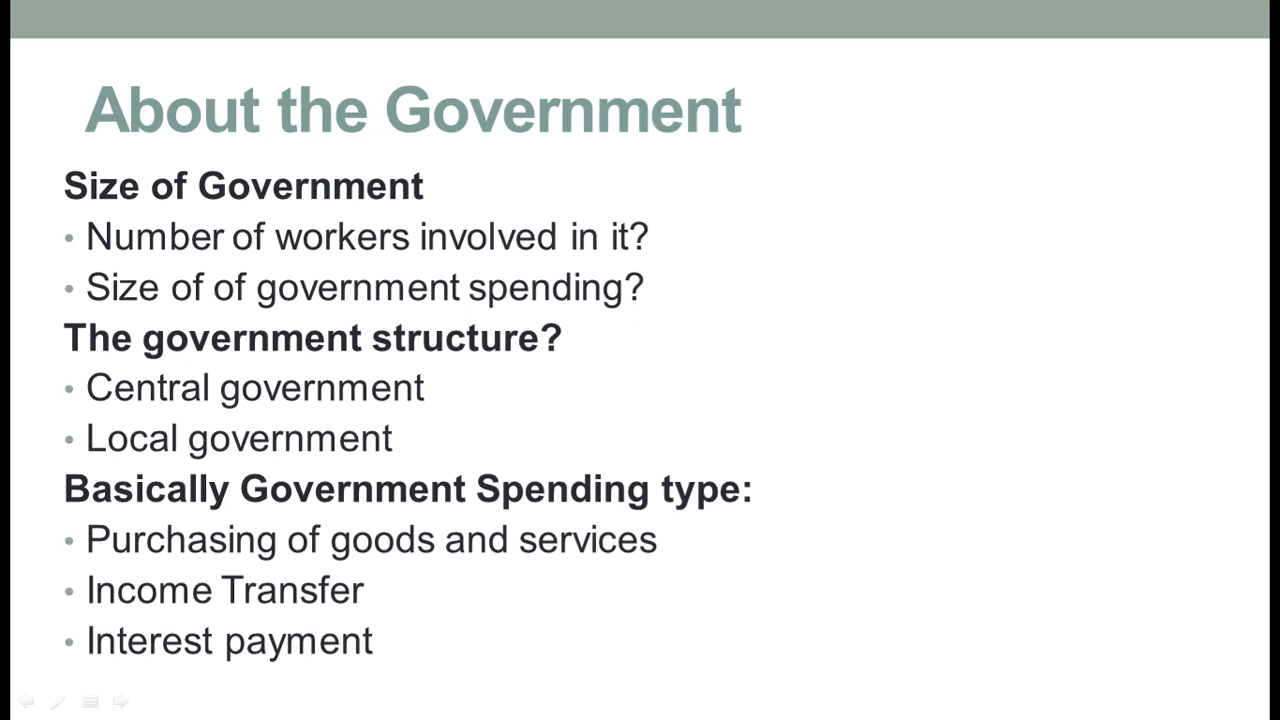 About the Government
Size of Government
• Number of workers involved in it?
• Size of of government spending?
The government structure?
• Central government
• Local government
Basically Government Spending type:
• Purchasing of goods and services
• Income Transfer
• Interest payment